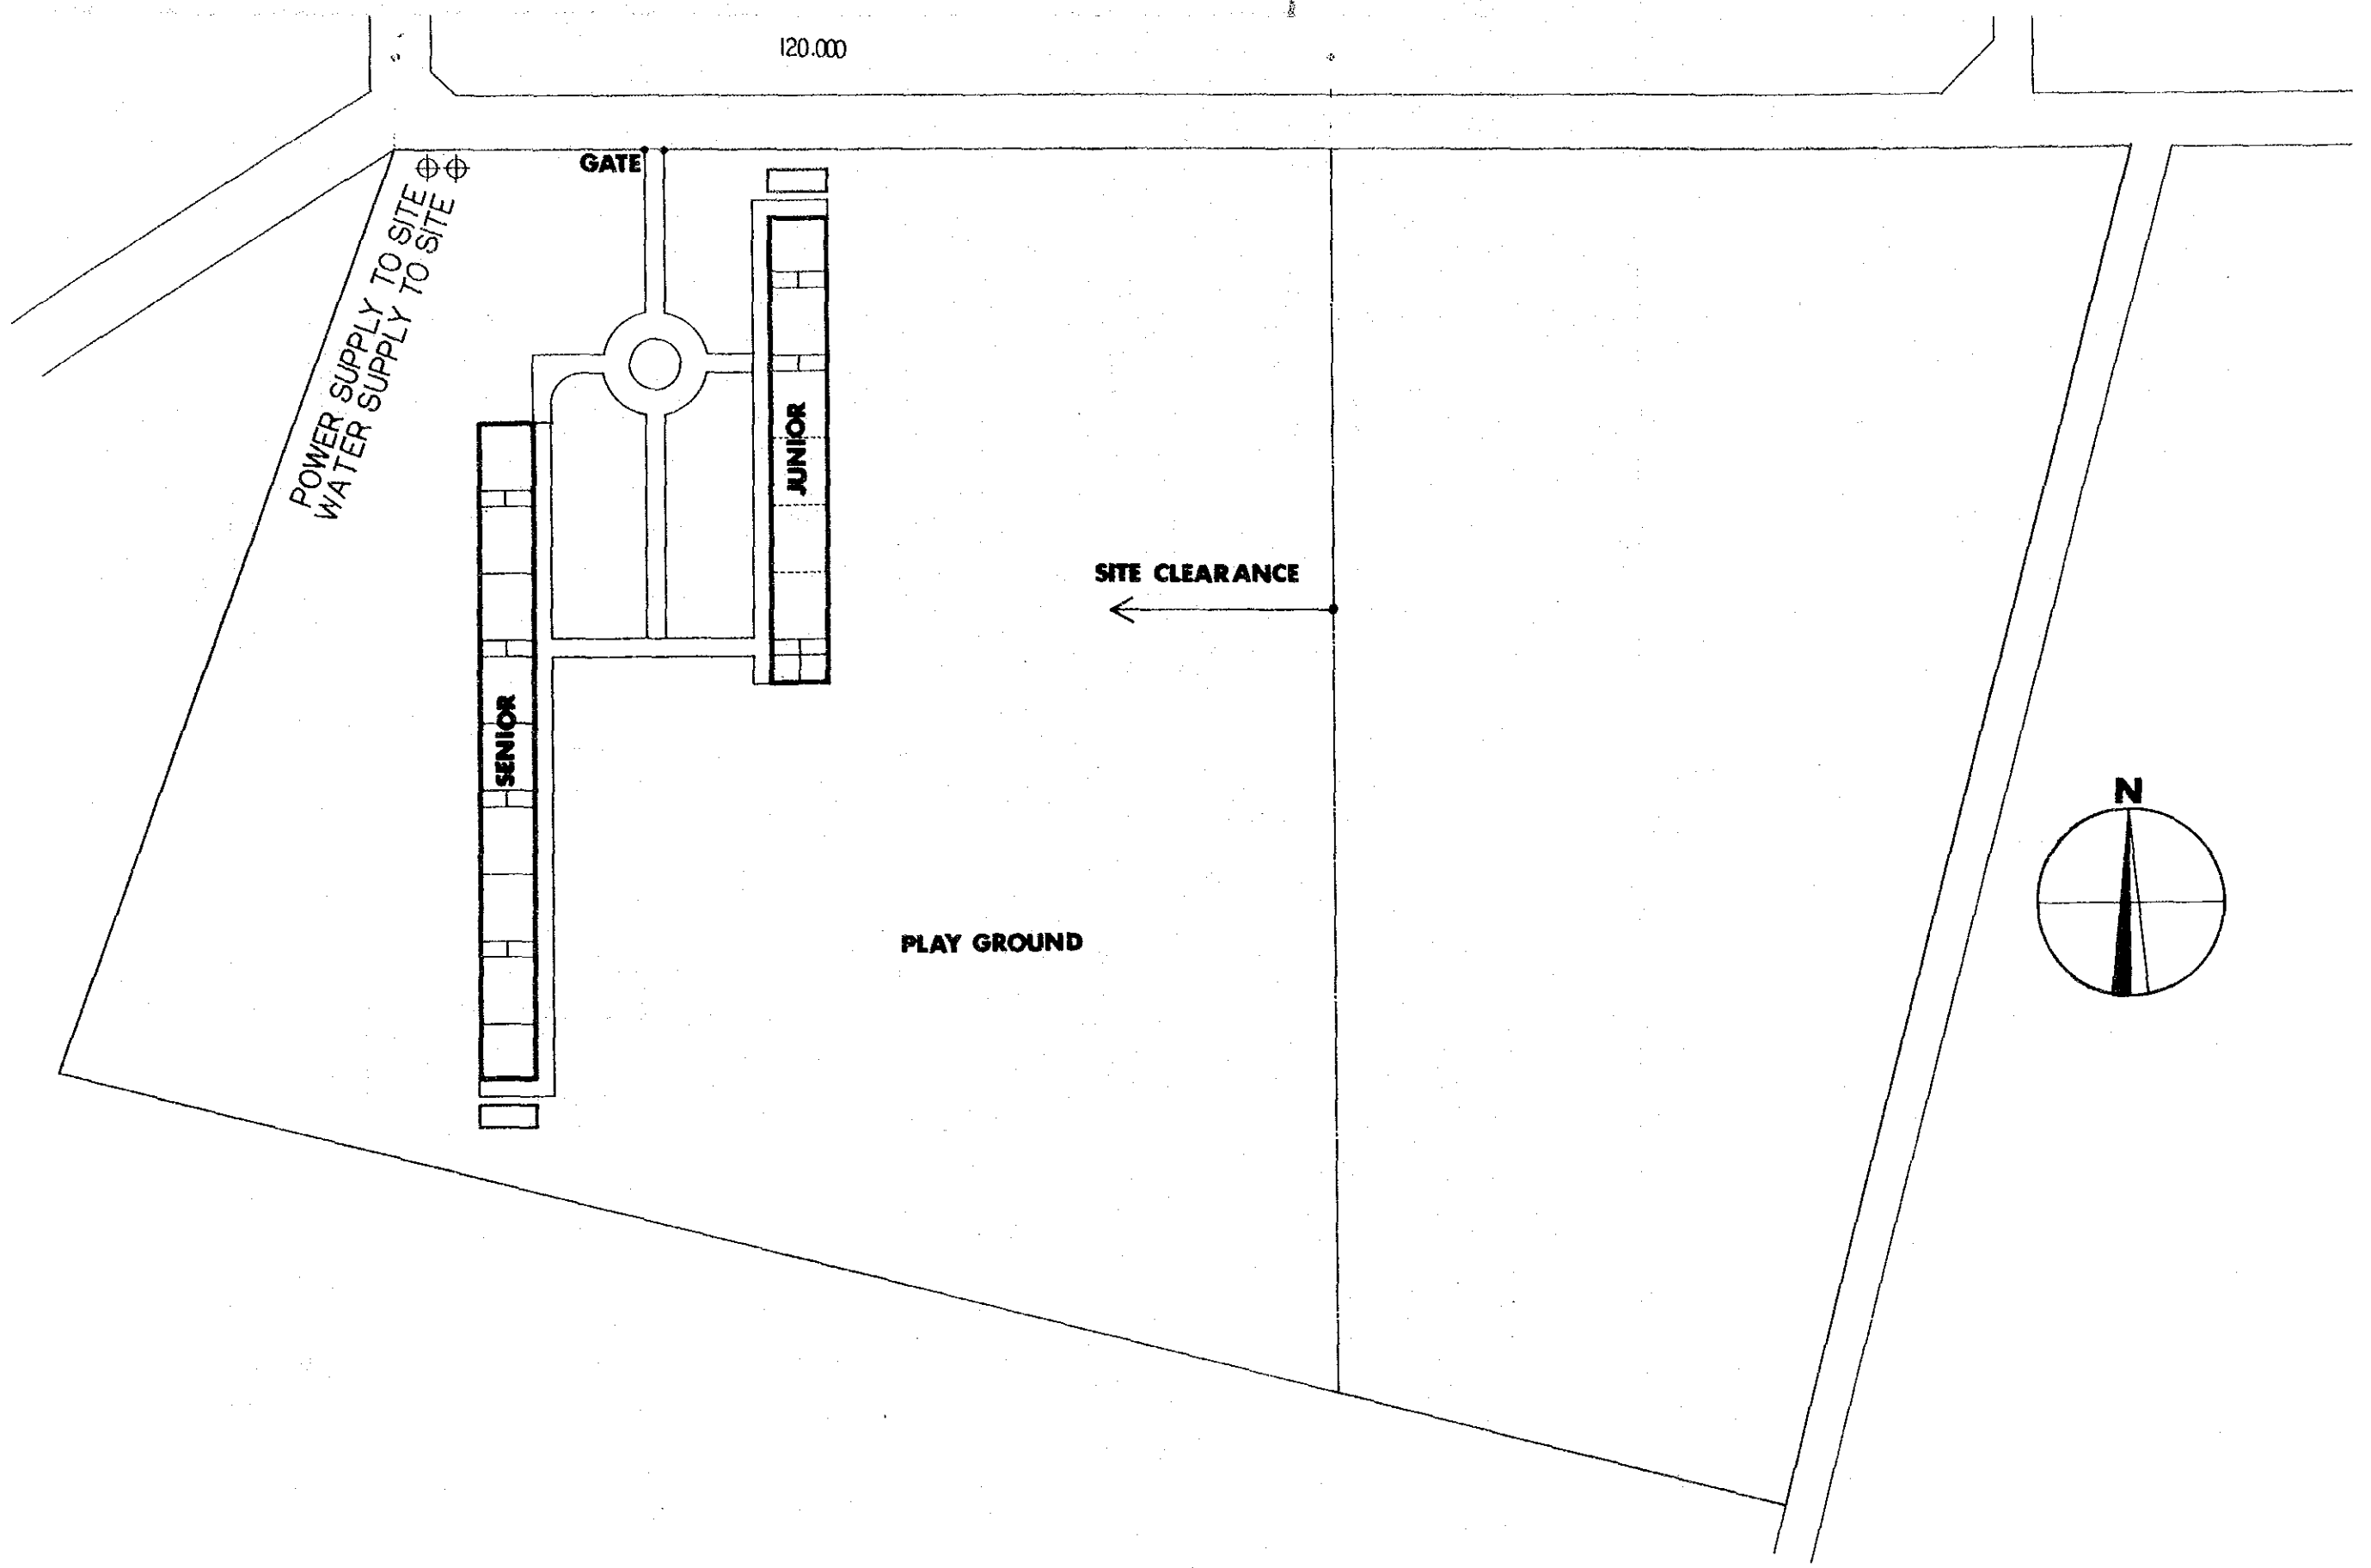 120.000
GATE
POWER SUPPLY TO SITE
WATER SUPPLY TO SITE
JUNIOR
SITE CLEARANCE
SENIOR
N
PLAY GROUND